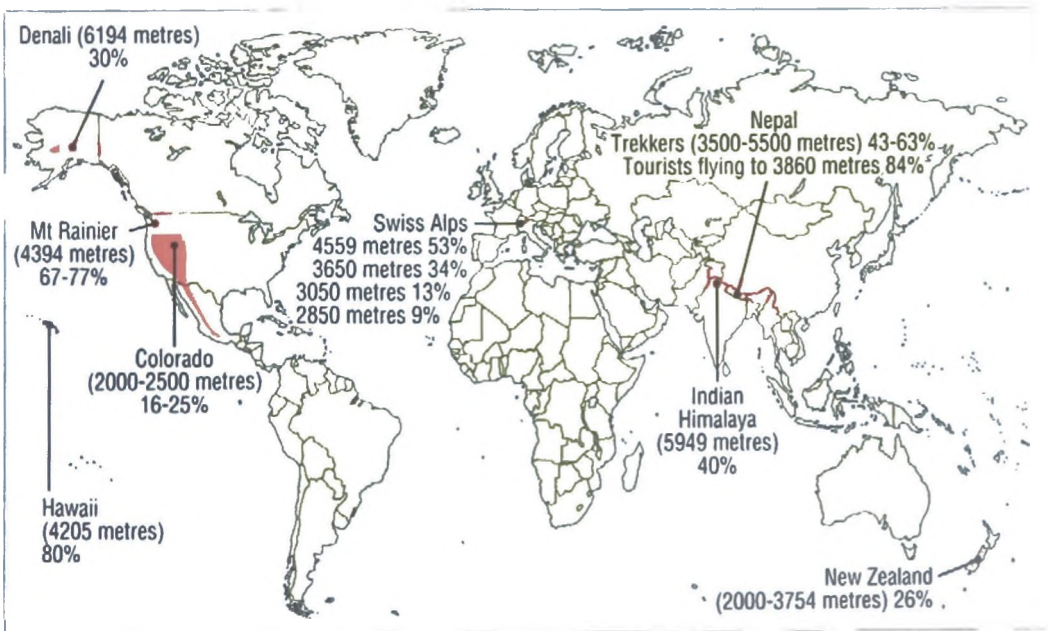 Denali (6194 metres)
30%
Nepal
Trekkers (3500-5500 metres) 43-63%
Tourists flying to 3860 metres 84%
Mt Rainier
(4394 metres)
67-77%
Swiss Alps
4559 metres 53%
3650 metres 34%
3050 metres 13%
2850 metres 9%
Colorado
(2000-2500 metres)
16-25%
Indian
Himalaya
(5949 metres)
40%
Hawaii
(4205 metres)
80%
New Zealand
(2000-3754 metres) 26%